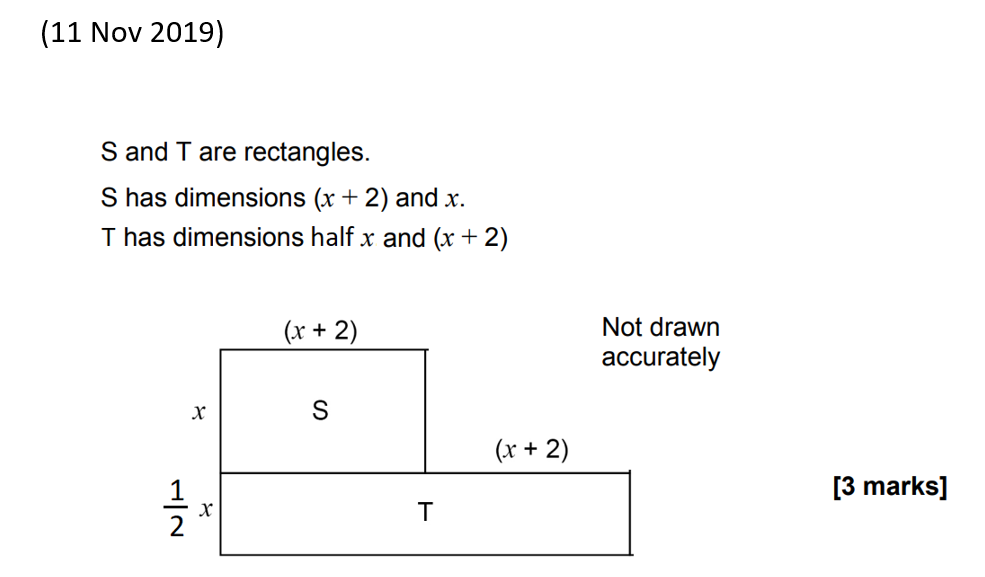 (11 Nov 2019)
S and T are rectangles.
S has dimensions (x + 2) and x.
T has dimensions half x and (x + 2)
(x + 2)
Not drawn
accurately
x
S
(x + 2)
[3 marks]
1/2 x
T